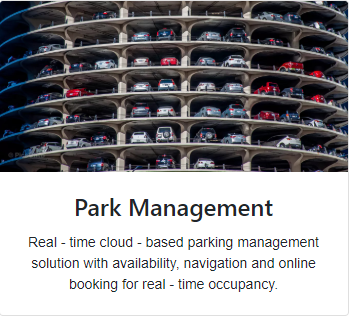 Park Management
Real - time cloud - based parking management
solution with availability, navigation and online
booking for real - time occupancy.